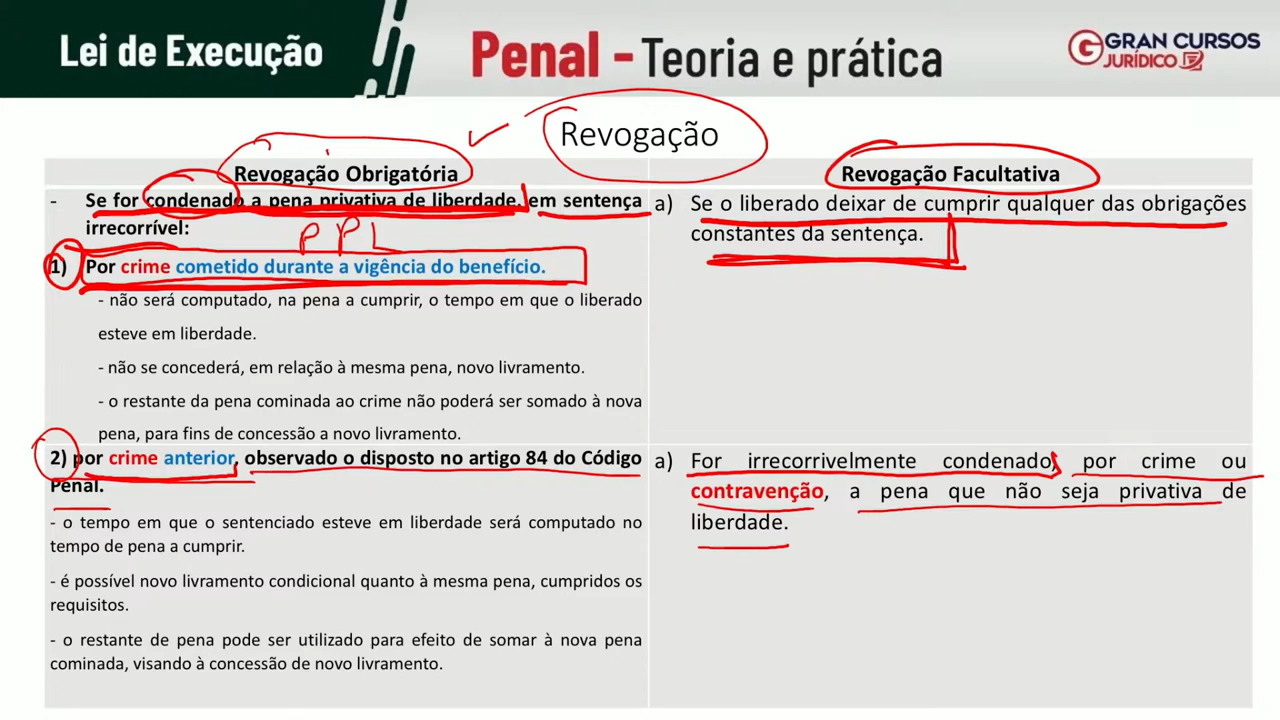 Lei de Execução Penal - Teoria e prática
GRAN CURSOS
JURÍDICO
Revogação
Revogação Obrigatória
Revogação Facultativa
- Se for condenado a pena privativa de liberdade, em sentença
irrecorrível:
PPL
1) Por crime cometido durante a vigência do benefício.
- não será computado, na pena a cumprir, o tempo em que o liberado
esteve em liberdade.
- não se concederá, em relação à mesma pena, novo livramento.
- o restante da pena cominada ao crime não poderá ser somado à nova
pena, para fins de concessão a novo livramento.
a) Se o liberado deixar de cumprir qualquer das obrigações
constantes da sentença.
2) por crime anterior, observado o disposto no artigo 84 do Código
Penal.
- o tempo em que o sentenciado esteve em liberdade será computado no
tempo de pena a cumprir.
- é possível novo livramento condicional quanto à mesma pena, cumpridos os
requisitos.
- o restante de pena pode ser utilizado para efeito de somar à nova pena
cominada, visando à concessão de novo livramento.
a) For irrecorrivelmente condenado, por crime ou
contravenção, a pena que não seja privativa de
liberdade.